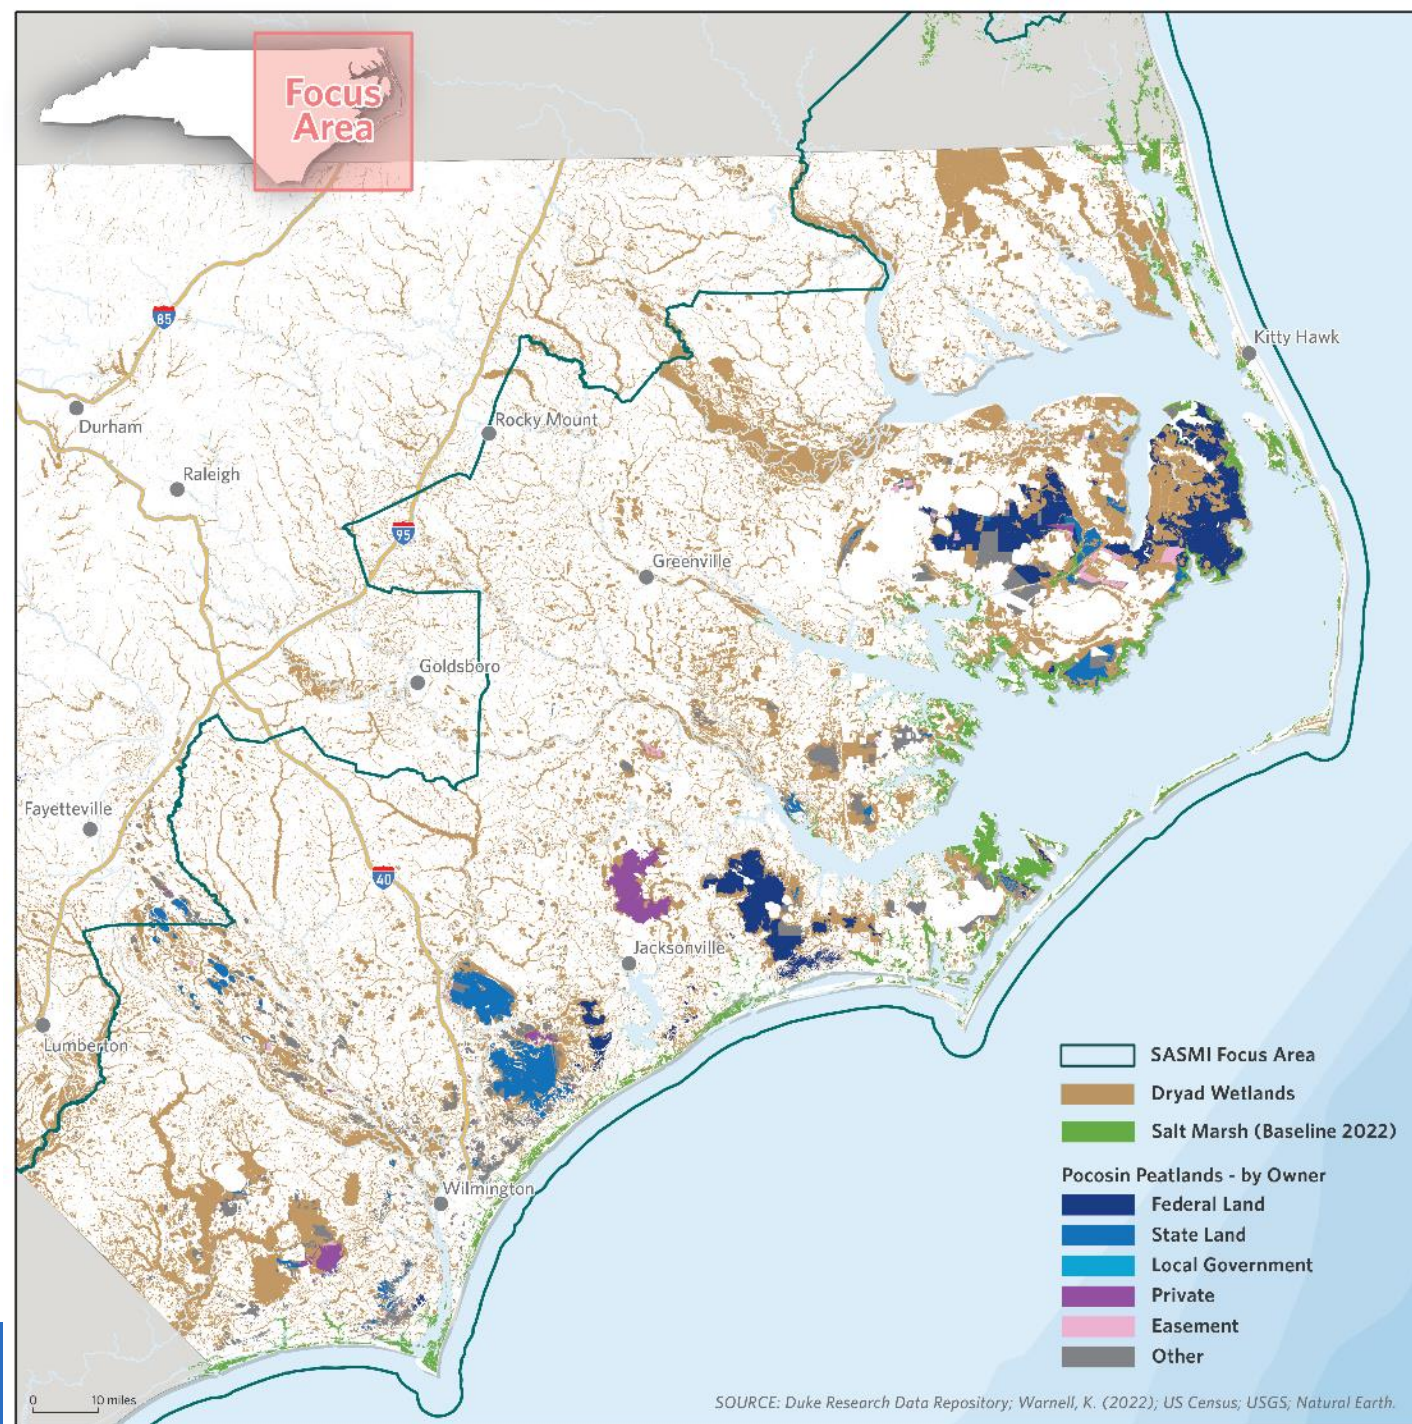 Focus
Area
85
Kitty Hawk
Durham
Rocky Mount
Raleigh
95
Greenville
Goldsboro
Fayetteville
40
Jacksonville
Lumberton
Wilmington
SASMI Focus Area
Dryad Wetlands
Salt Marsh (Baseline 2022)
Pocosin Peatlands - by Owner
Federal Land
State Land
Local Government
Private
Easement
Other
0 10 miles
SOURCE: Duke Research Data Repository; Warnell, K. (2022); US Census; USGS; Natural Earth.